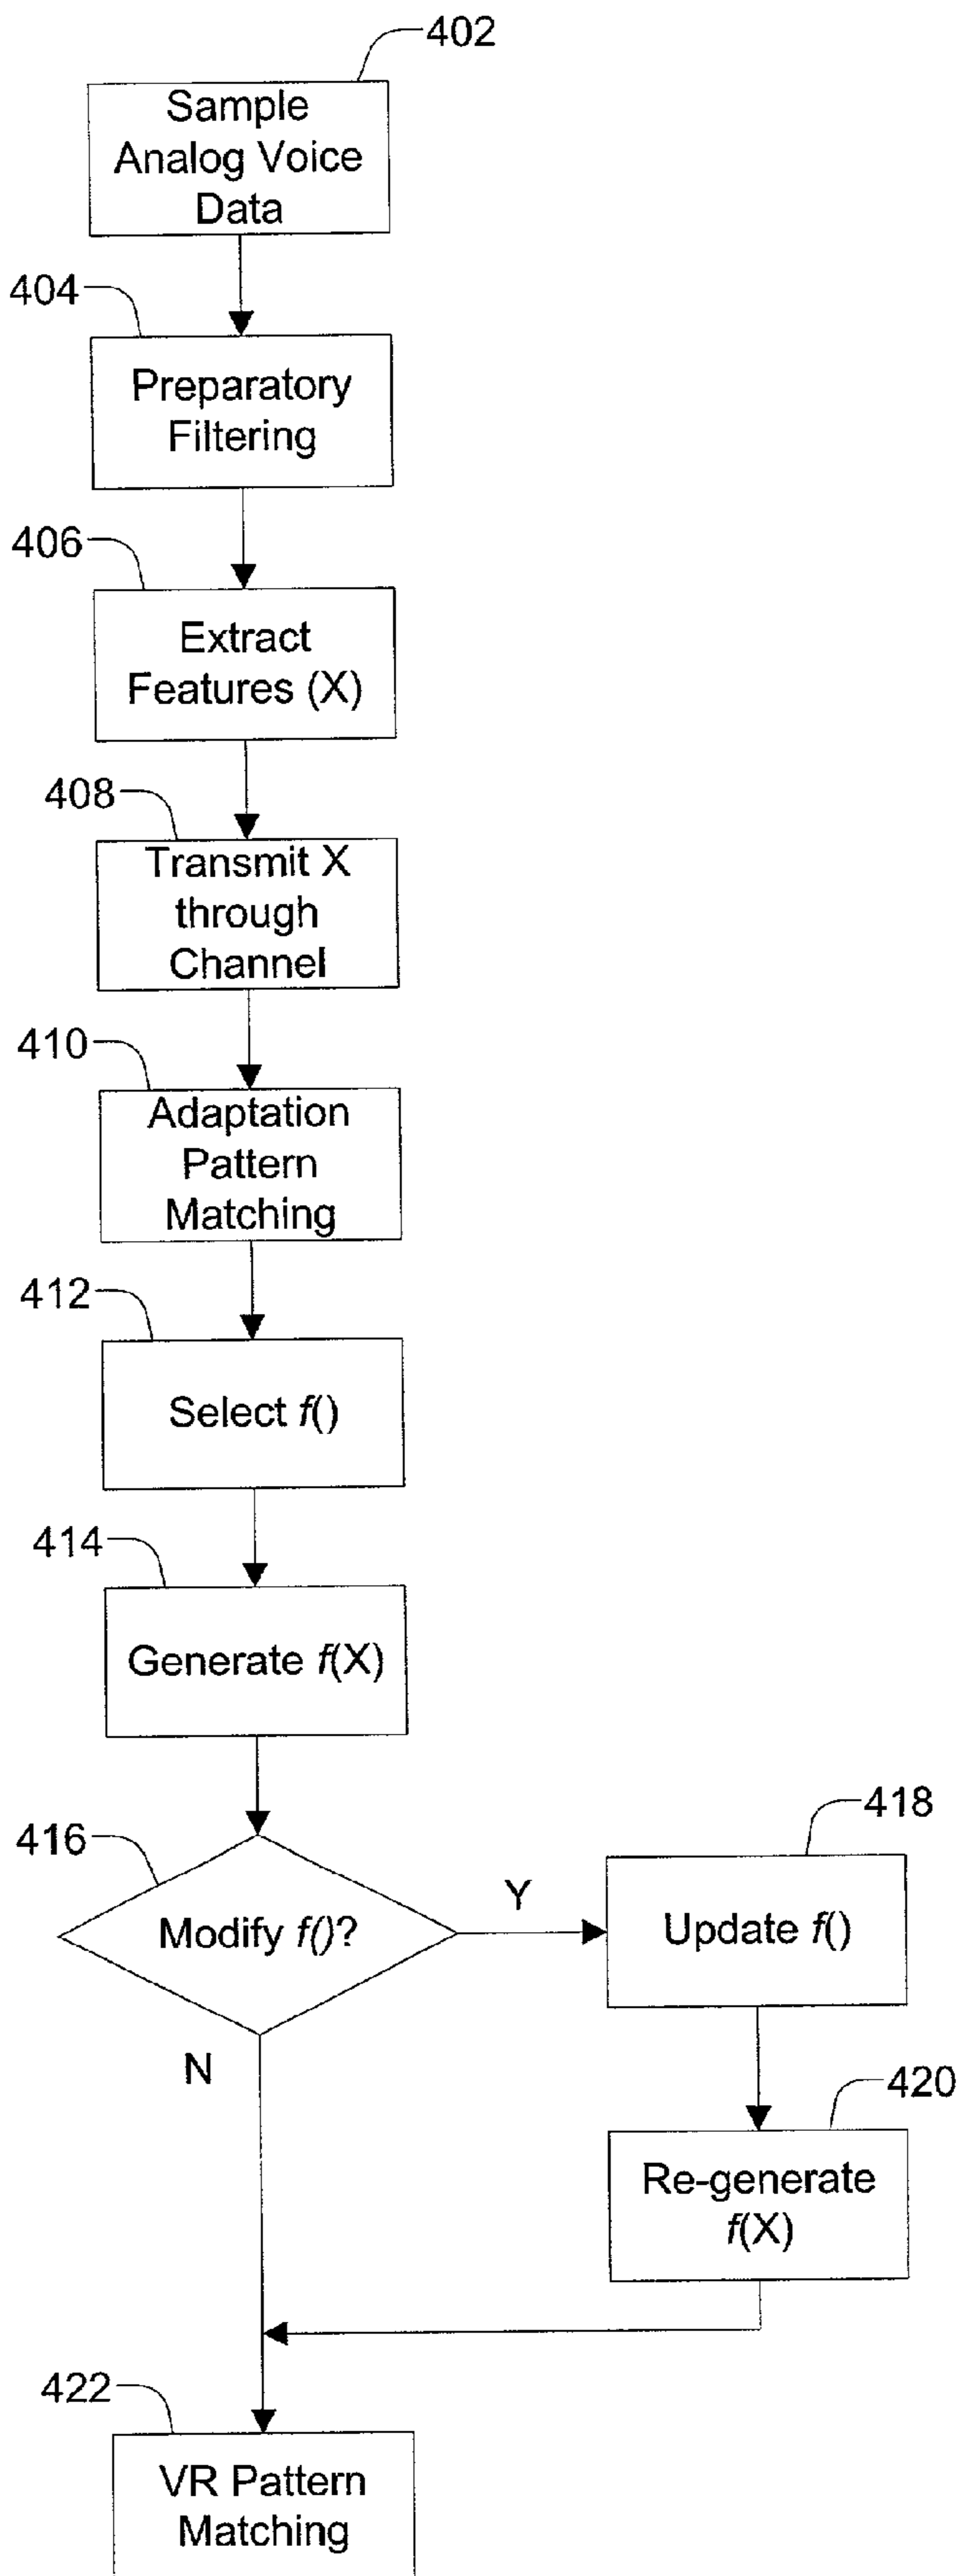 402
Sample
Analog Voice
Data
404
Preparatory
Filtering
406
Extract
Features (X)
408
Transmit X
through
Channel
410
Adaptation
Pattern
Matching
412
Select f()
414
Generate f(X)
416
Modify f()?
Y
418
Update f()
N
420
Re-generate
f(X)
422
VR Pattern
Matching